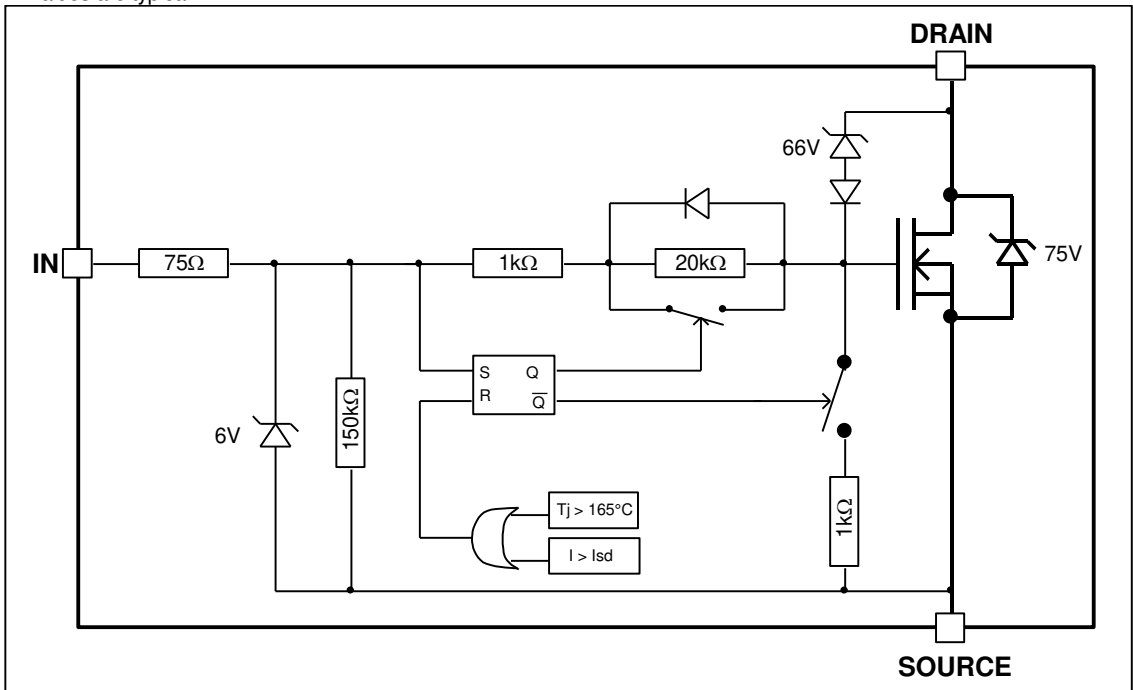 DRAIN
66V
75V
IN
75Ω
1kΩ
20kΩ
S Q
R Q̅
6V
150kΩ
Tj > 165°C
I > Isd
1kΩ
SOURCE